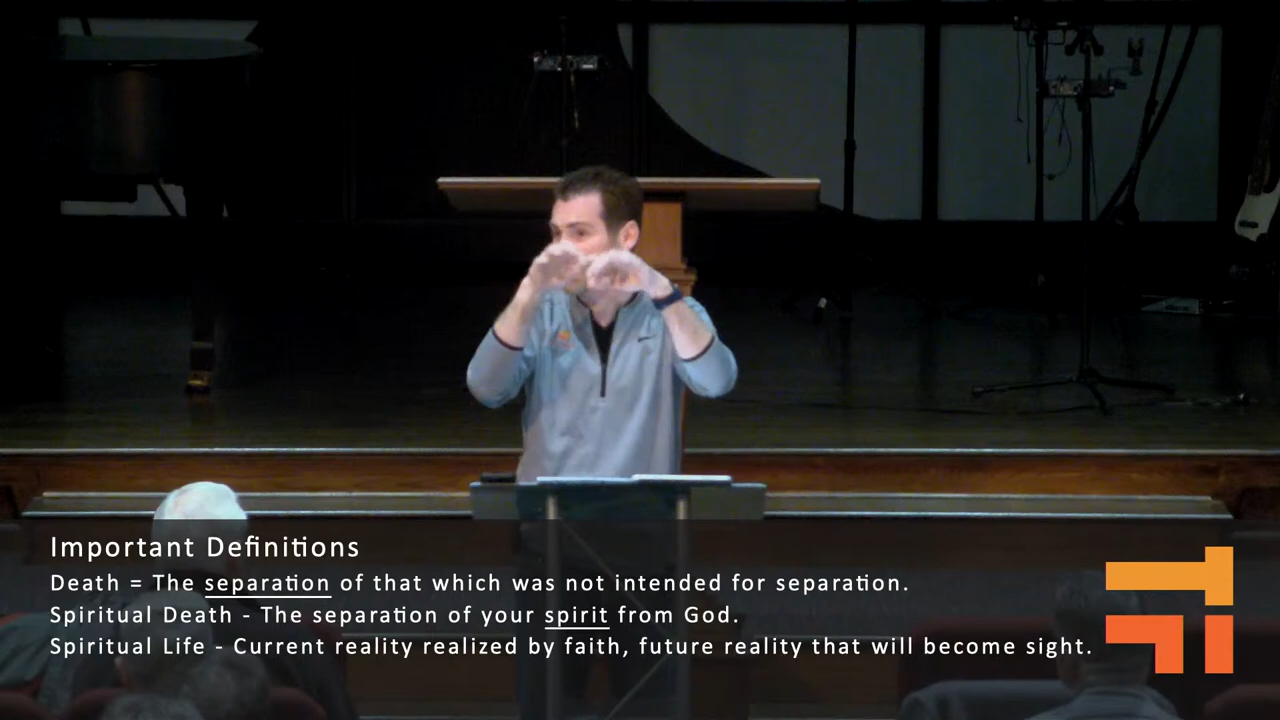 Important Definitions
Death = The separation of that which was not intended for separation.
Spiritual Death - The separation of your spirit from God.
Spiritual Life - Current reality realized by faith, future reality that will become sight.